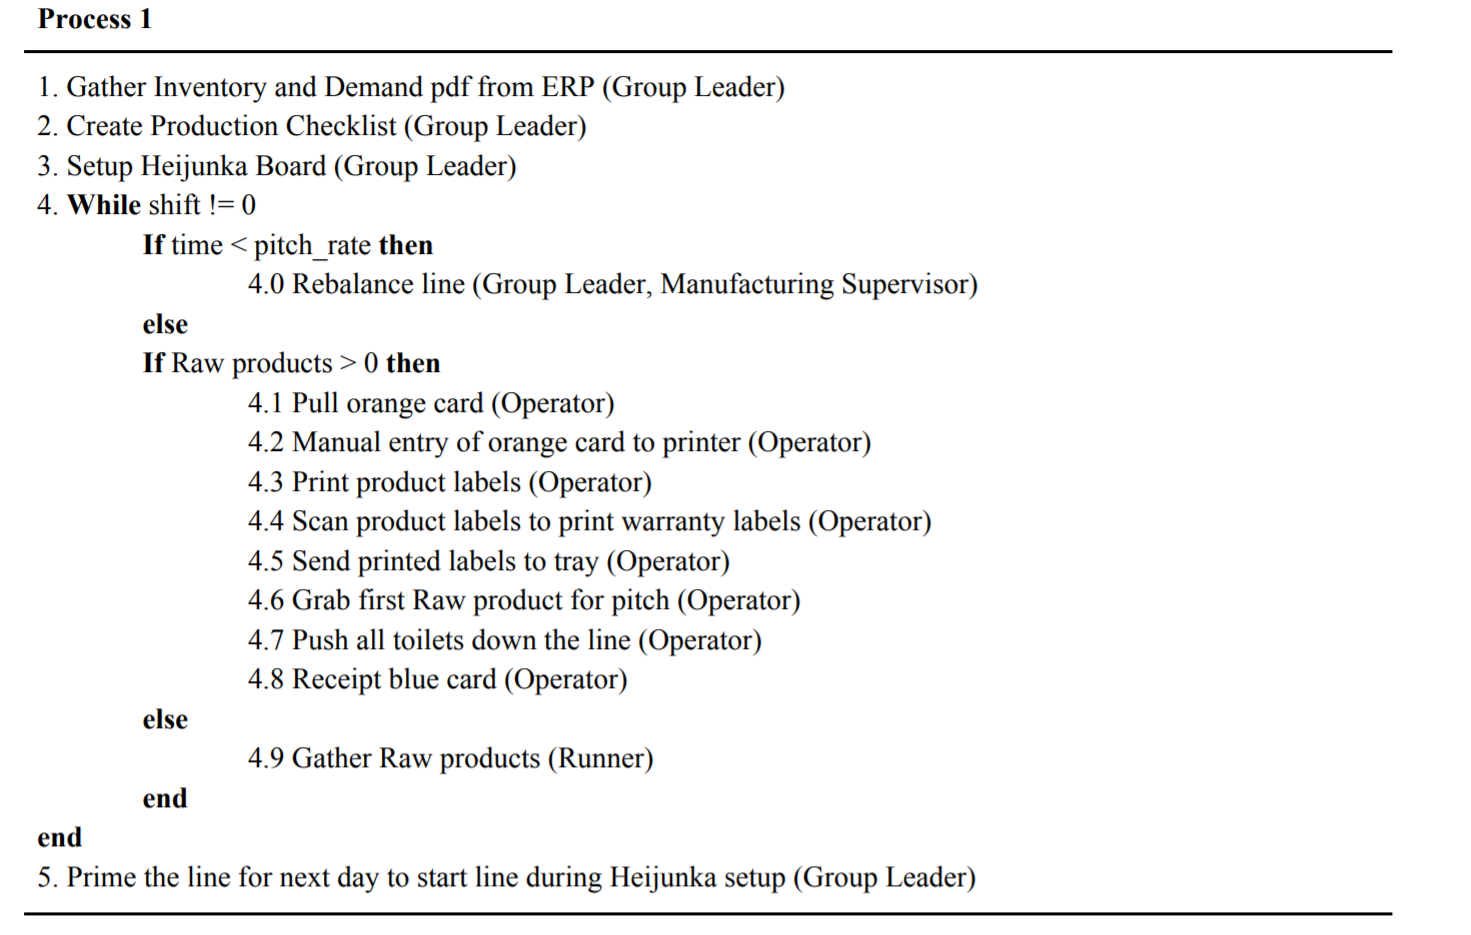 Process 1
1. Gather Inventory and Demand pdf from ERP (Group Leader)
2. Create Production Checklist (Group Leader)
3. Setup Heijunka Board (Group Leader)
4. While shift != 0
If time < pitch_rate then
4.0 Rebalance line (Group Leader, Manufacturing Supervisor)
else
If Raw products > 0 then
4.1 Pull orange card (Operator)
4.2 Manual entry of orange card to printer (Operator)
4.3 Print product labels (Operator)
4.4 Scan product labels to print warranty labels (Operator)
4.5 Send printed labels to tray (Operator)
4.6 Grab first Raw product for pitch (Operator)
4.7 Push all toilets down the line (Operator)
4.8 Receipt blue card (Operator)
else
4.9 Gather Raw products (Runner)
end
end
5. Prime the line for next day to start line during Heijunka setup (Group Leader)